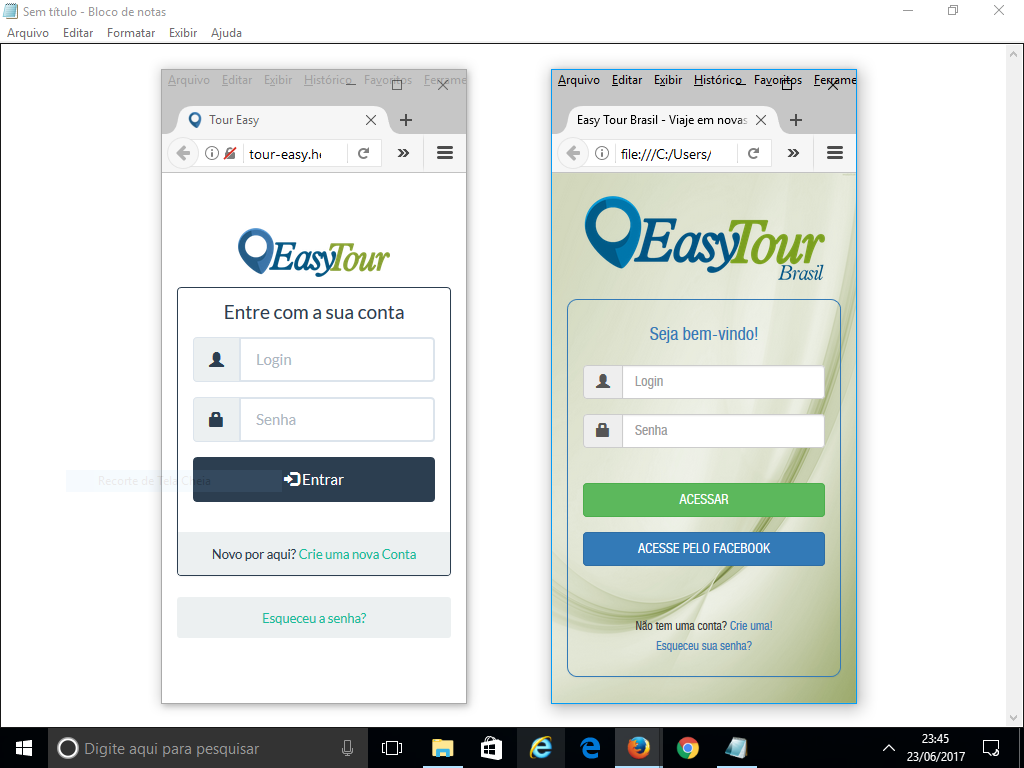 Sem título - Bloco de notas
Arquivo Editar Formatar Exibir Ajuda
Arquivo Editar Exibir Histórico Favoritos Ferrame
Tour Easy
tour-easy.h
EasyTour
Entre com a sua conta
Login
Senha
Recorte de Tela Cheia
Entrar
Novo por aqui? Crie uma nova Conta
Esqueceu a senha?
Arquivo Editar Exibir Histórico Favoritos Ferrame
Easy Tour Brasil - Viaje em novas
file:///C:/Users/
EasyTour
Brasil
Seja bem-vindo!
Login
Senha
ACESSAR
ACESSE PELO FACEBOOK
Não tem uma conta? Crie uma!
Esqueceu sua senha?
Digite aqui para pesquisar
23:45
23/06/2017